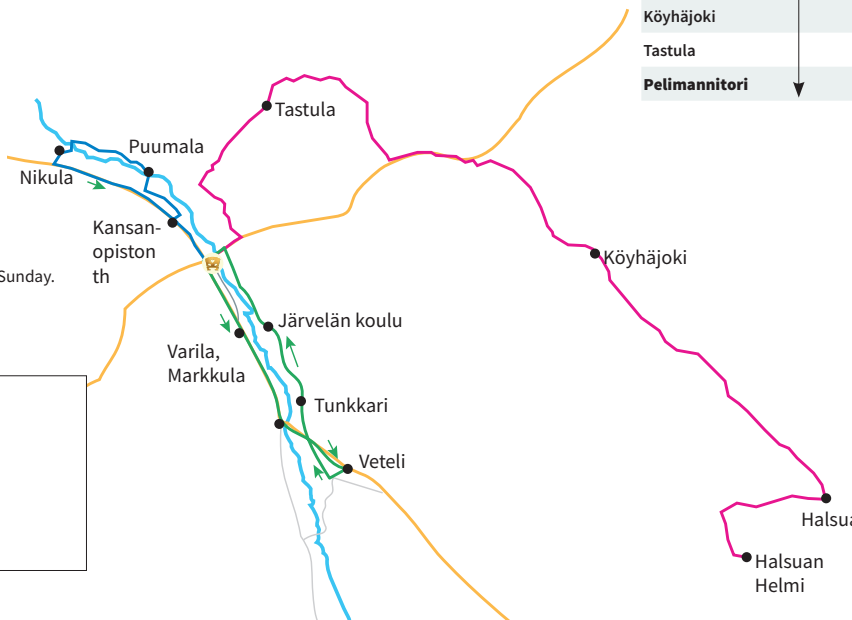 Köyhäjoki
Tastula
Pelimannitori
Tastula
Puumala
Nikula
Kansan-
opiston
th
Sunday.
Köyhäjoki
Järvelän koulu
Varila,
Markkula
Tunkkari
Veteli
Halsua
Halsuan
Helmi